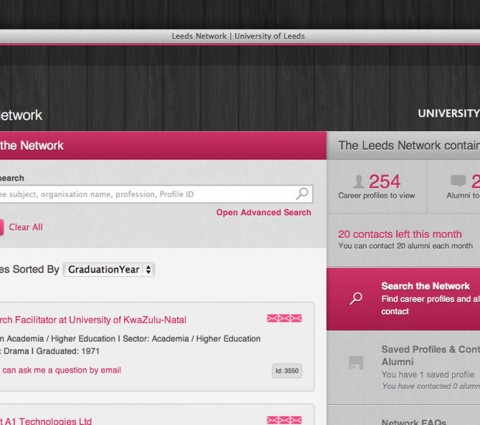 Leeds Network | University of Leeds
etwork
UNIVERSITY
the Network
The Leeds Network contain
search
ee subject, organisation name, profession, Profile ID
Open Advanced Search
Clear All
254
2
Career profiles to view
Alumni to
20 contacts left this month
You can contact 20 alumni each month
es Sorted By GraduationYear
Search the Network
Find career profiles and al
contact
rch Facilitator at University of KwaZulu-Natal
n Academia / Higher Education I Sector: Academia / Higher Education
: Drama I Graduated: 1971
can ask me a question by email
Id: 3550
Saved Profiles & Cont
Alumni
You have 1 saved profile
You have contacted 0 alumn
t A1 Technologies Ltd
Network FAQs